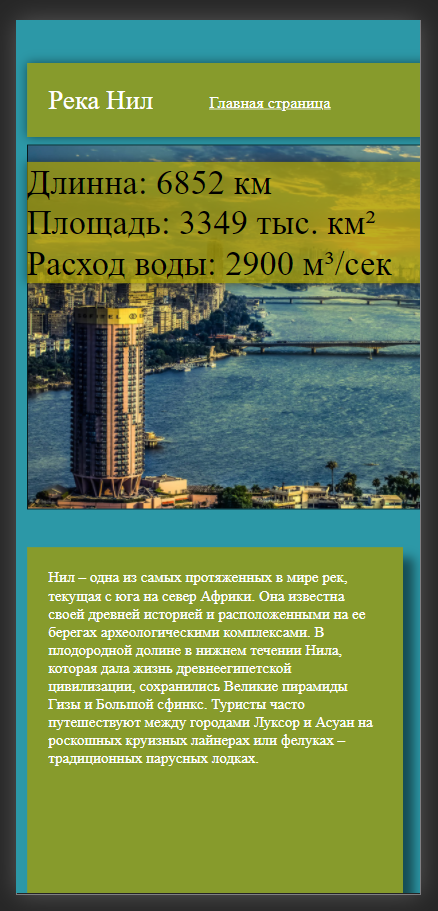 Река Нил
Главная страница
Длинна: 6852 км
Площадь: 3349 тыс. км²
Расход воды: 2900 м³/сек
Нил – одна из самых протяженных в мире рек,
текущая с юга на север Африки. Она известна
своей древней историей и расположенными на ее
берегах археологическими комплексами. В
плодородной долине в нижнем течении Нила,
которая дала жизнь древнеегипетской
цивилизации, сохранились Великие пирамиды
Гизы и Большой сфинкс. Туристы часто
путешествуют между городами Луксор и Асуан на
роскошных круизных лайнерах или фелуках –
традиционных парусных лодках.